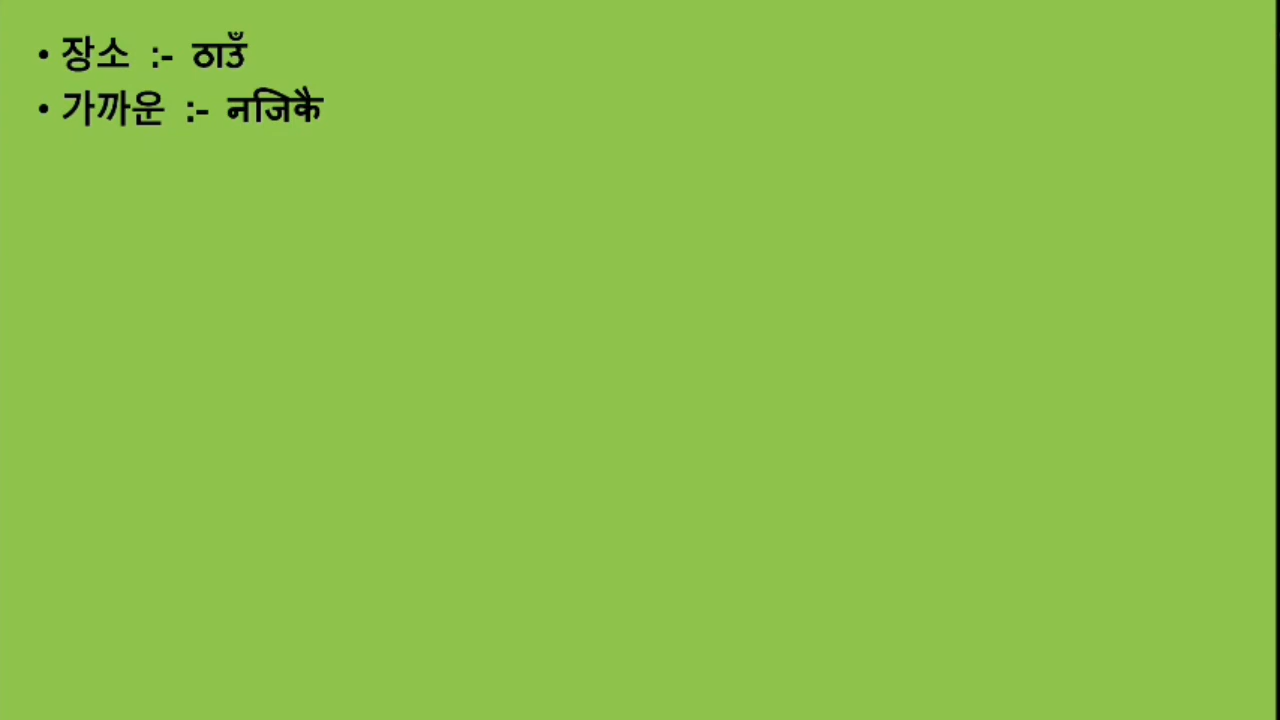 • 장소 :- ठाउँ
• 가까운 :- नजिकै